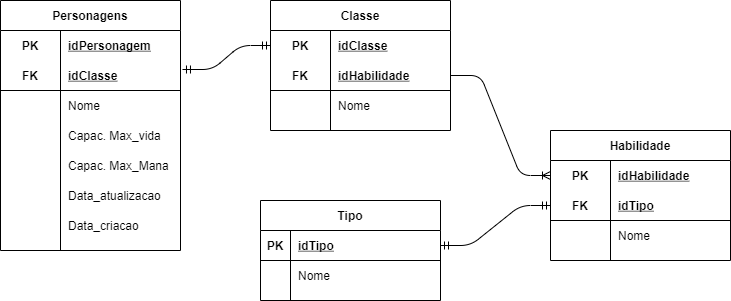 Personagens
PK idPersonagem
FK idClasse
Nome
Capac. Max_vida
Capac. Max_Mana
Data_atualizacao
Data_criacao
Classe
PK idClasse
FK idHabilidade
Nome
Habilidade
PK idHabilidade
FK idTipo
Nome
Tipo
PK idTipo
Nome